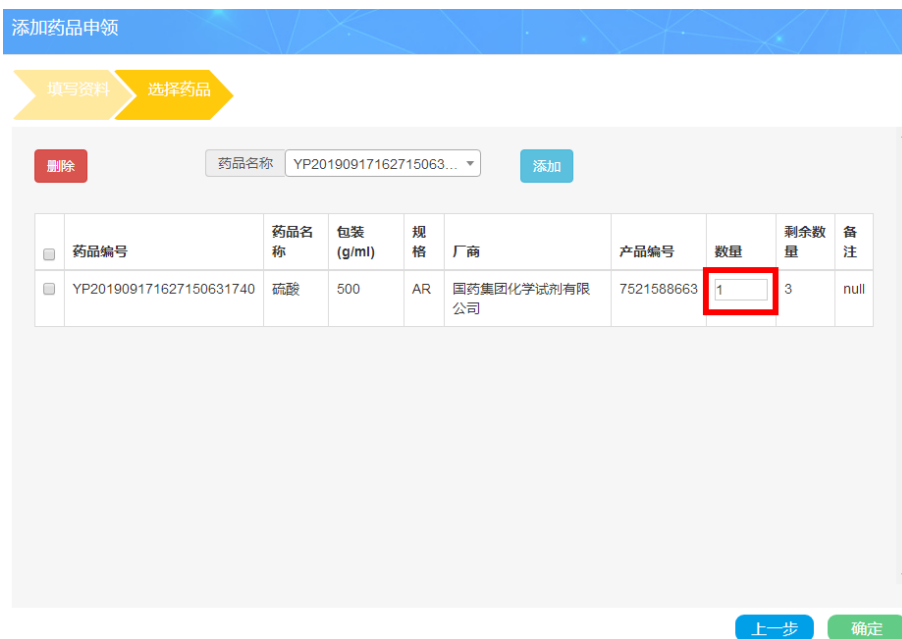 添加药品申领
填写资料 选择药品
删除 药品名称 YP20190917162715063... 添加
药品编号 药品名称 包装(g/ml) 规格 厂商 产品编号 数量 剩余数量 备注
YP201909171627150631740 硫酸 500 AR 国药集团化学试剂有限公司 7521588663 1 3 null
上一步 确定